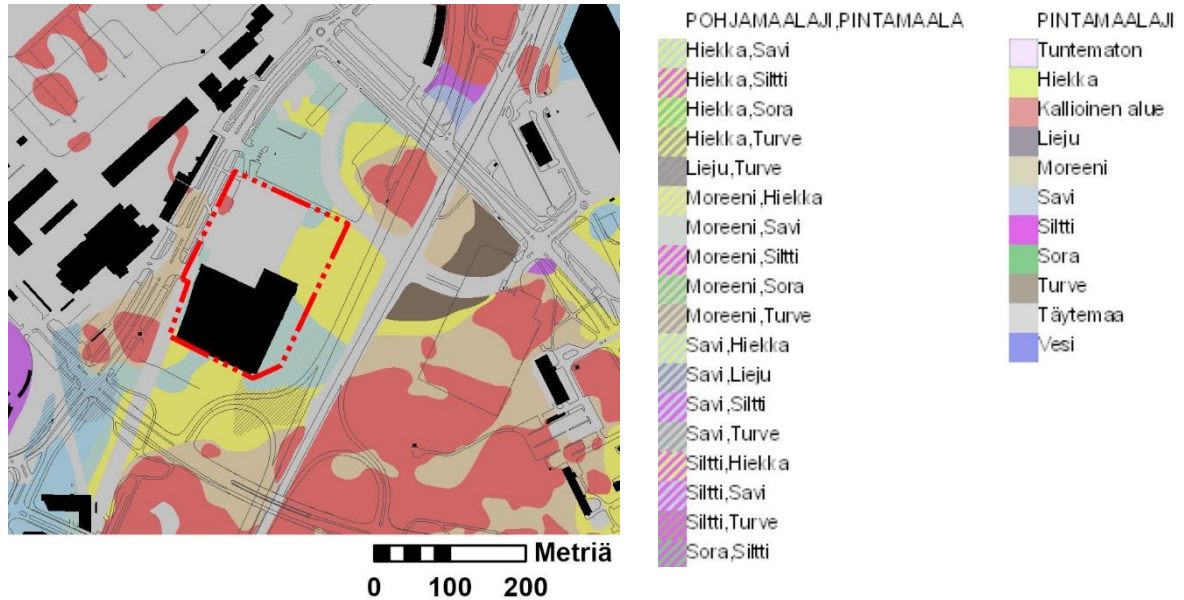 POHJAMAALAJI,PINTAMAALA
Hiekka,Savi
Hiekka,Siltti
Hiekka,Sora
Hiekka,Turve
Lieju,Turve
Moreeni,Hiekka
Moreeni,Savi
Moreeni,Siltti
Moreeni,Sora
Moreeni,Turve
Savi,Hiekka
Savi,Lieju
Savi,Siltti
Savi,Turve
Siltti,Hiekka
Siltti,Savi
Siltti,Turve
Sora,Siltti
PINTAMAALAJI
Tuntematon
Hiekka
Kallioinen alue
Lieju
Moreeni
Savi
Siltti
Sora
Turve
Täytemaa
Vesi
Metriä
0 100 200